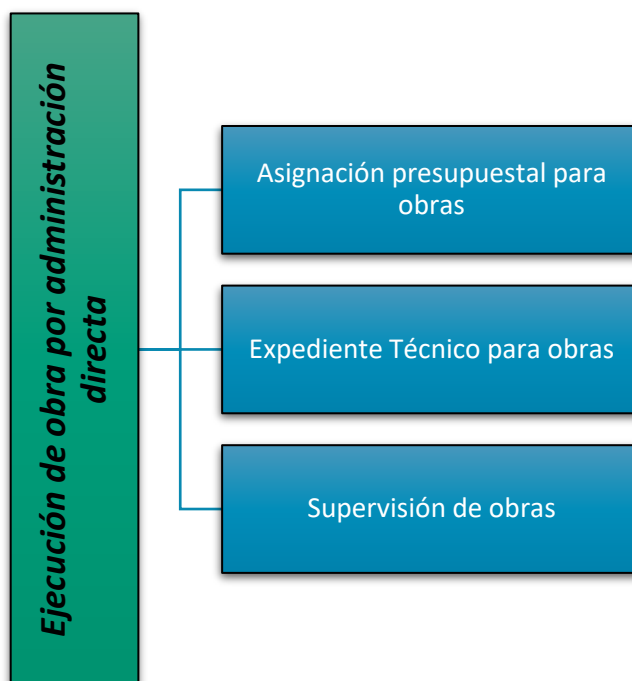 Ejecución de obra por administración
directa
Asignación presupuestal para
obras
Expediente Técnico para obras
Supervisión de obras